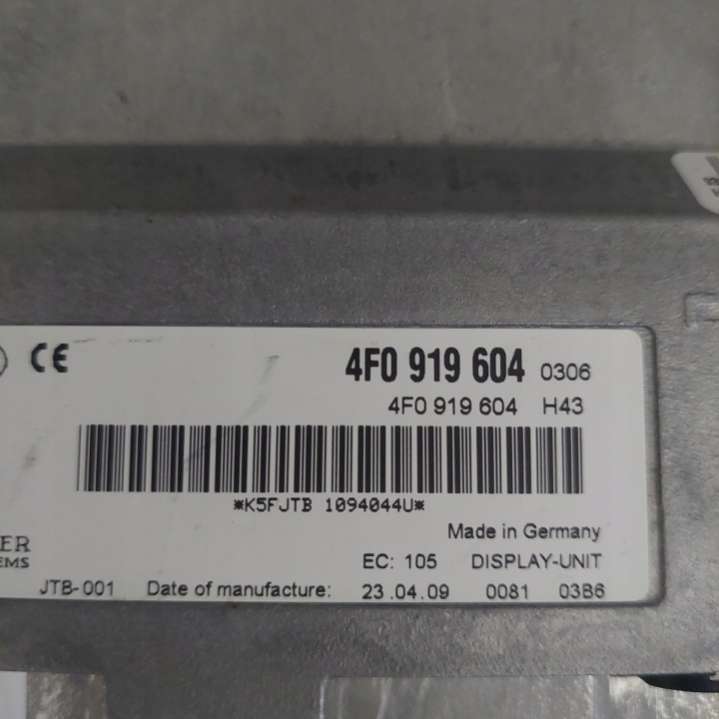 CE
4F0 919 604 0306
4F0 919 604 H43
*K5FJTB 1094044U*
Made in Germany
ER
EC: 105 DISPLAY-UNIT
EMS
JTB-001 Date of manufacture: 23.04.09 0081 03B6